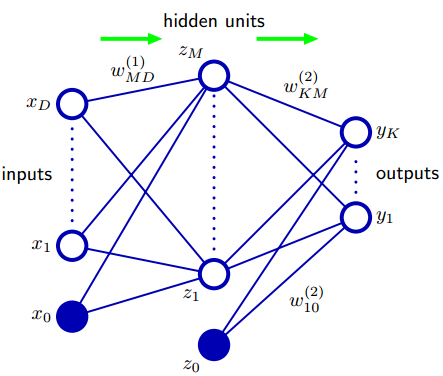 hidden units
z_M
w_{MD}^{(1)}
w_{KM}^{(2)}
x_D
y_K
inputs
outputs
y_1
x_1
z_1
w_{10}^{(2)}
x_0
z_0